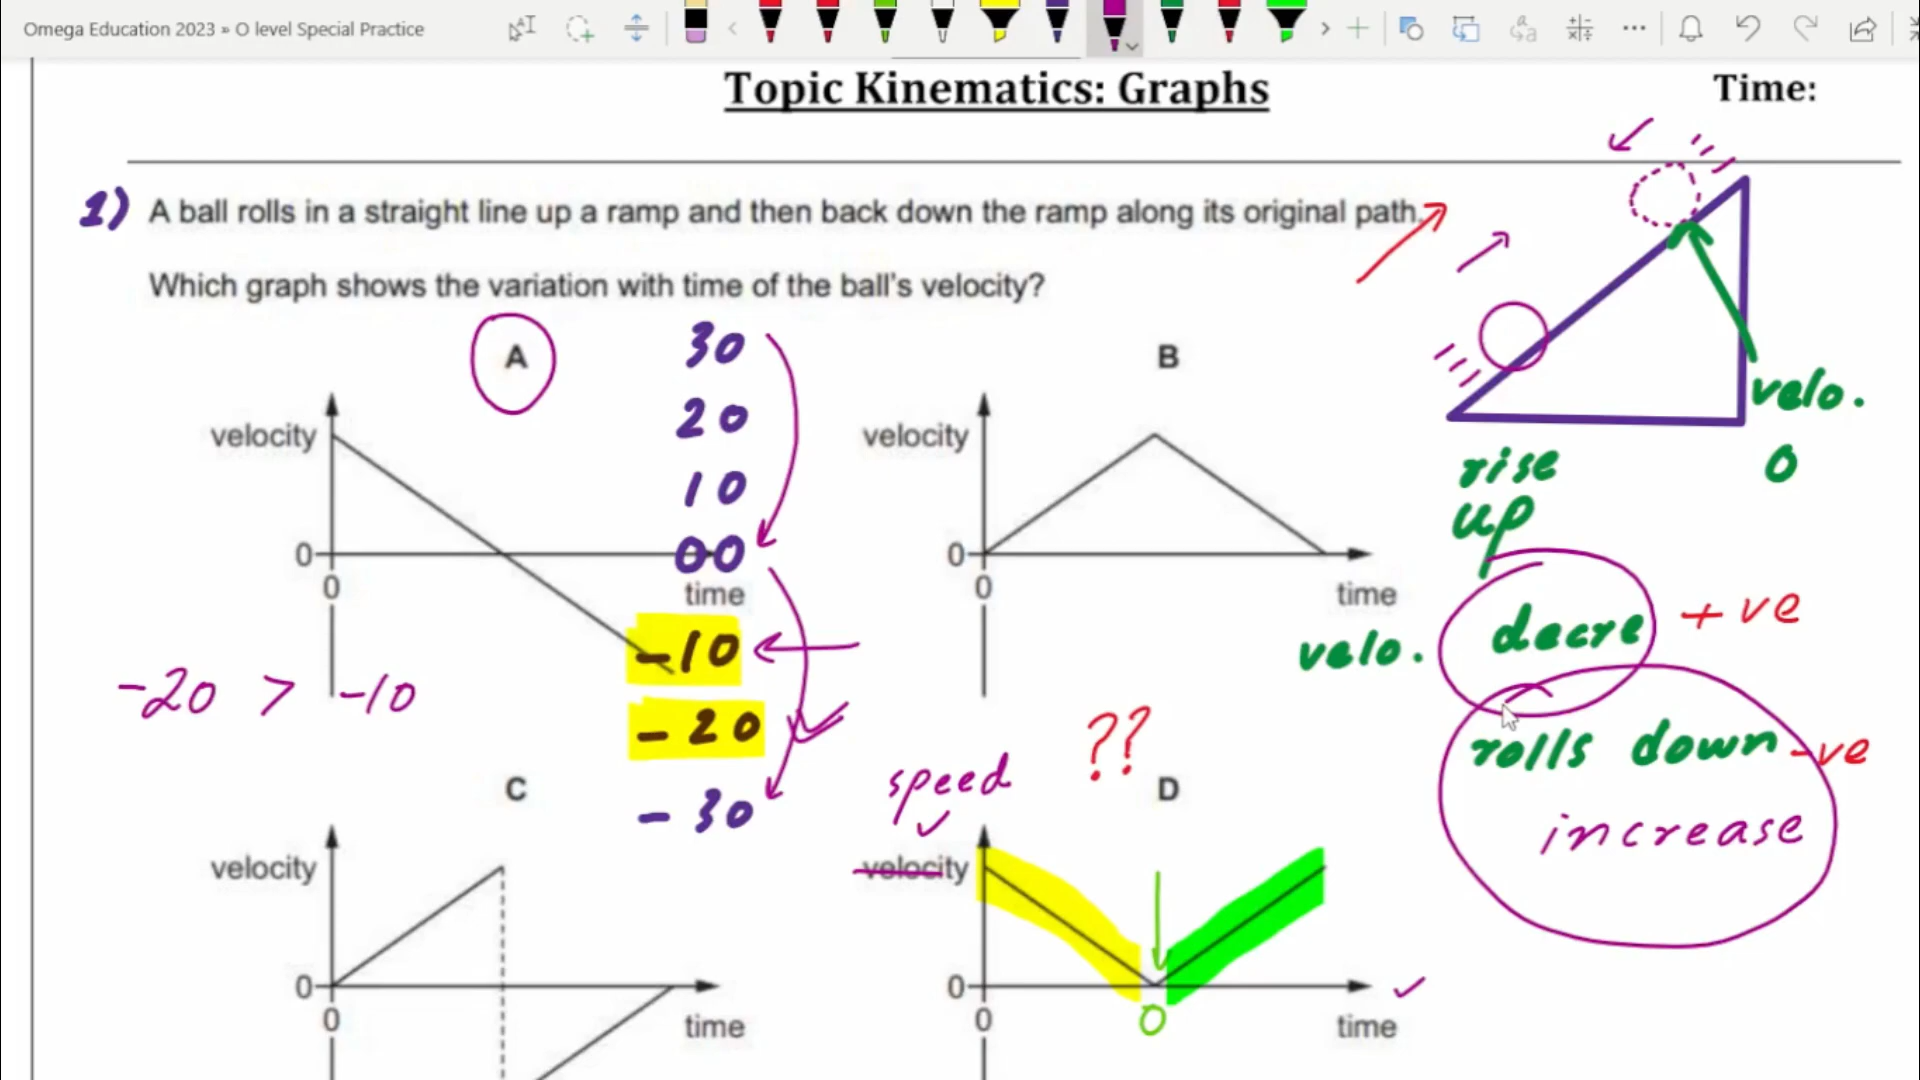 Omega Education 2023 » O level Special Practice
Topic Kinematics: Graphs
Time:
1) A ball rolls in a straight line up a ramp and then back down the ramp along its original path.
Which graph shows the variation with time of the ball's velocity?
A
30
B
20
velo.
velocity
velocity
rise
0
10
up
0
00
0
0
time
0
time
decre
+ve
velo.
-10
-20 > -10
-20
??
rolls down
-ve
speed
C
D
-30
increase
velocity
velocity
0
0
0
time
0
0
time